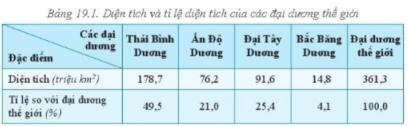 Bảng 19.1. Diện tích và tỉ lệ diện tích của các đại dương thế giới
Các đại dương
Đặc điểm
Thái Bình Dương
Ấn Độ Dương
Đại Tây Dương
Bắc Băng Dương
Đại dương thế giới
Diện tích (triệu km²) 178,7 76,2 91,6 14,8 361,3
Tỉ lệ so với đại dương thế giới (%) 49,5 21,0 25,4 4,1 100,0